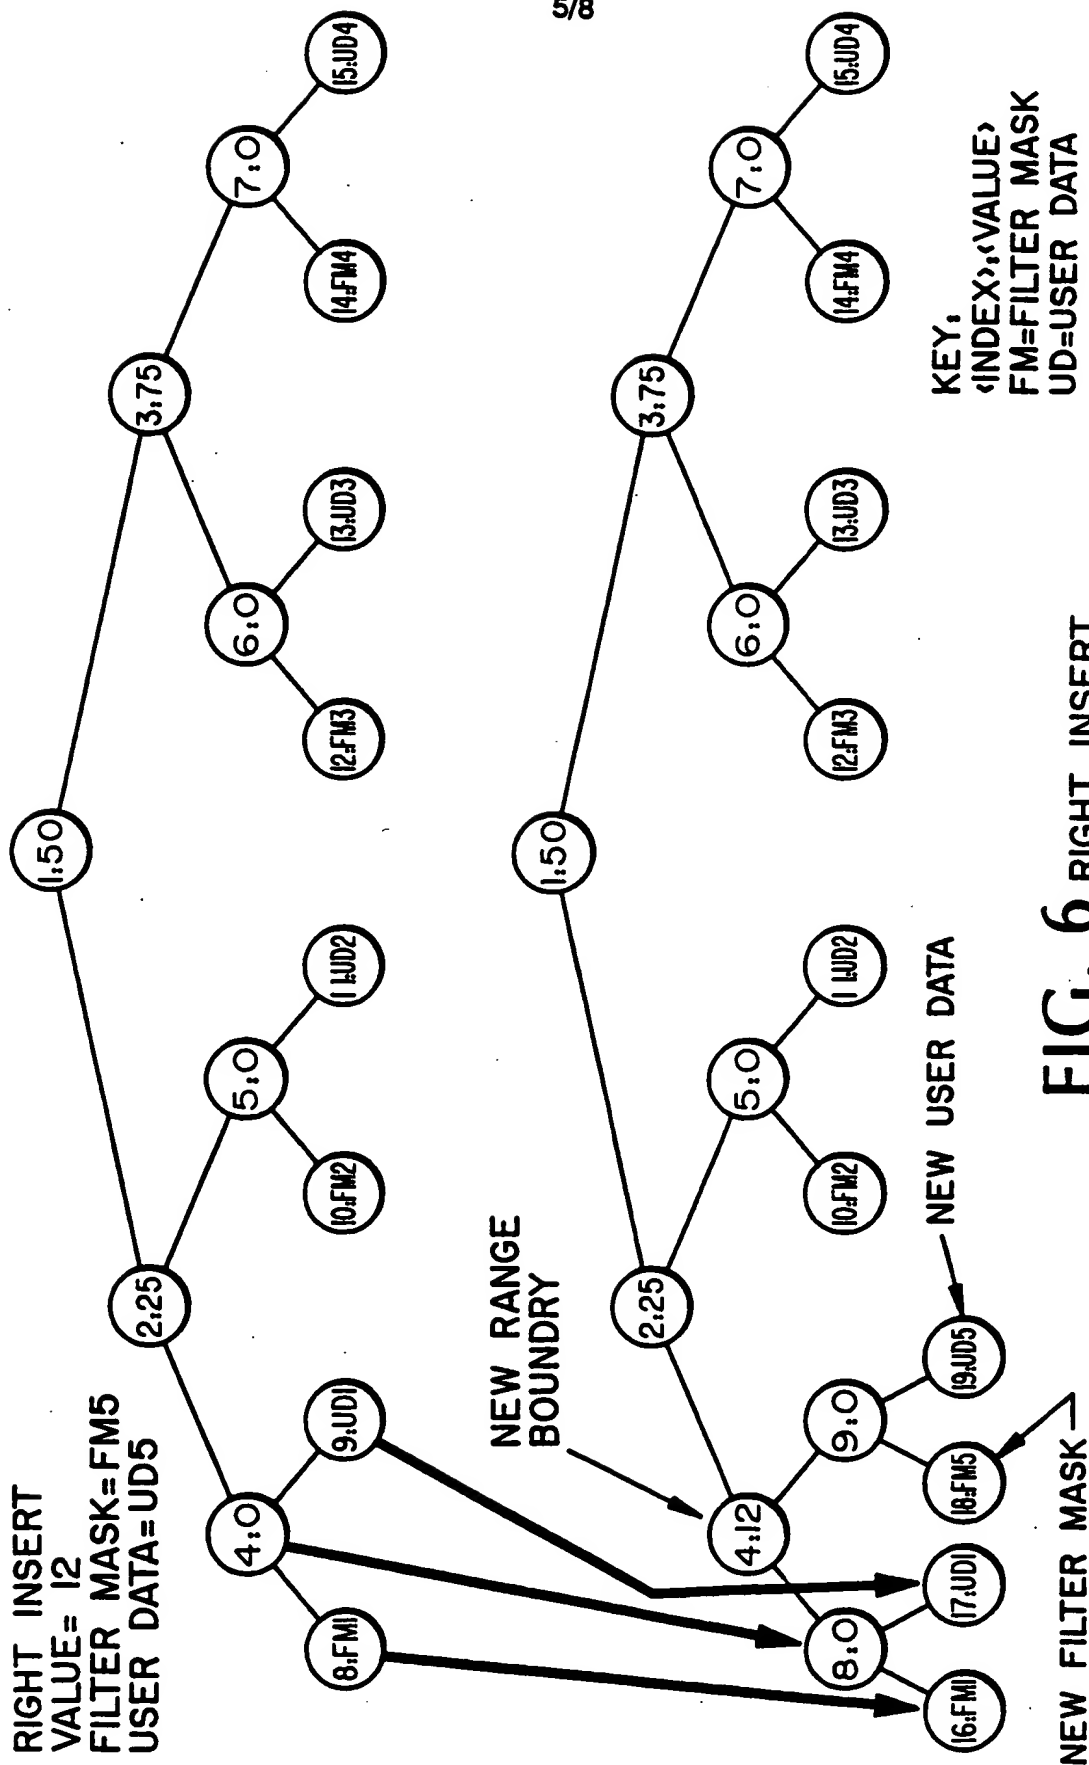 5/8
RIGHT INSERT
VALUE= 12
FILTER MASK=FM5
USER DATA=UD5
1:50
2:25
3:75
4:0
5:0
6:0
7:0
8:FM1
9:UD1
10:FM2
11:UD2
12:FM3
13:UD3
14:FM4
15:UD4
NEW RANGE
BOUNDRY
1:50
2:25
3:75
4:12
5:0
6:0
7:0
8:0
9:0
10:FM2
11:UD2
12:FM3
13:UD3
14:FM4
15:UD4
16:FM1
17:UD1
18:FM5
19:UD5
NEW USER DATA
NEW FILTER MASK
KEY:
<INDEX>:<VALUE>
FM=FILTER MASK
UD=USER DATA
FIG. 6 RIGHT INSERT